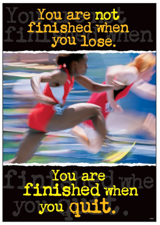 You are not
finished when
you lose.
You are
finished when
you quit.